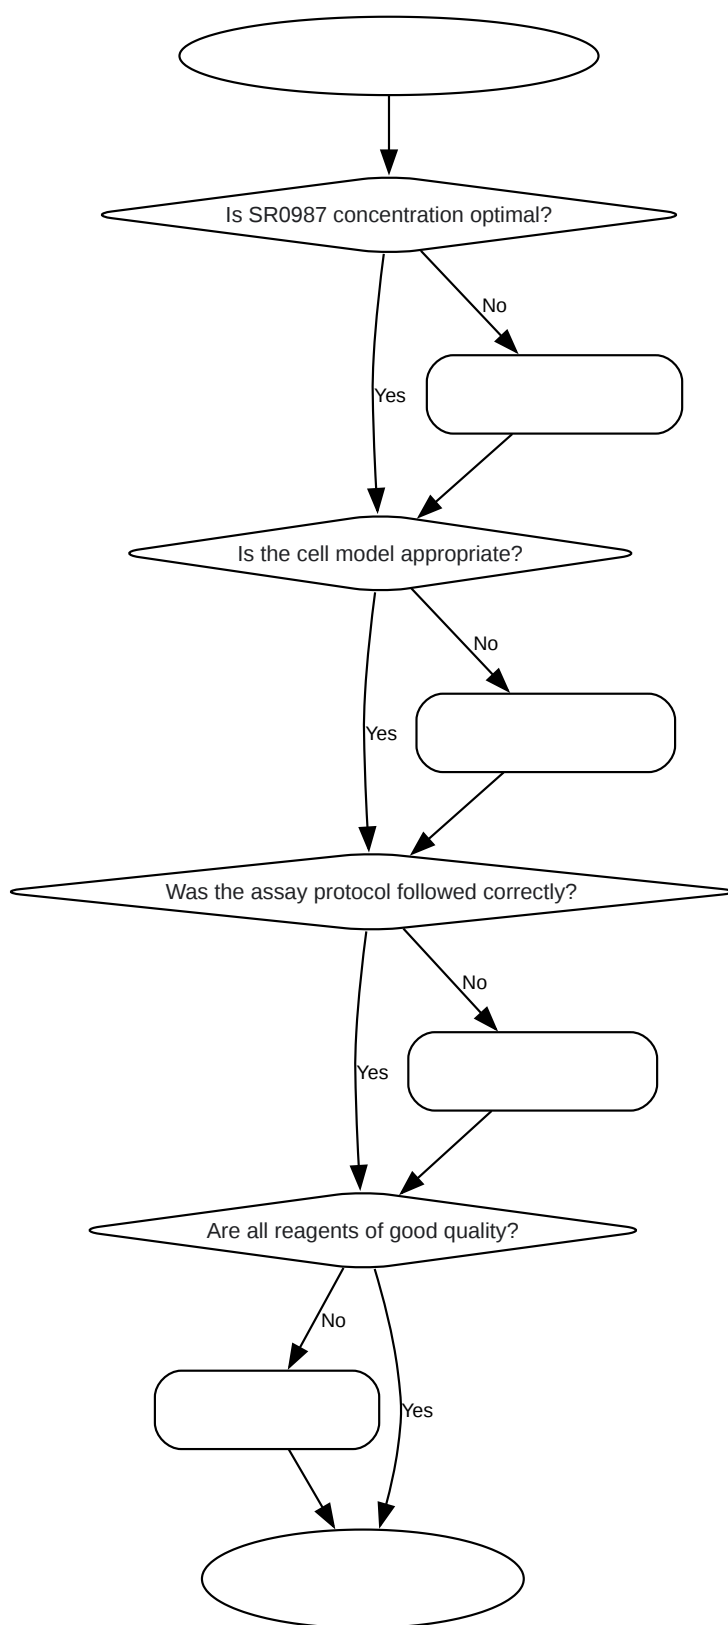 Is SR0987 concentration optimal?
No
Yes
Is the cell model appropriate?
No
Yes
Was the assay protocol followed correctly?
No
Yes
Are all reagents of good quality?
No
Yes